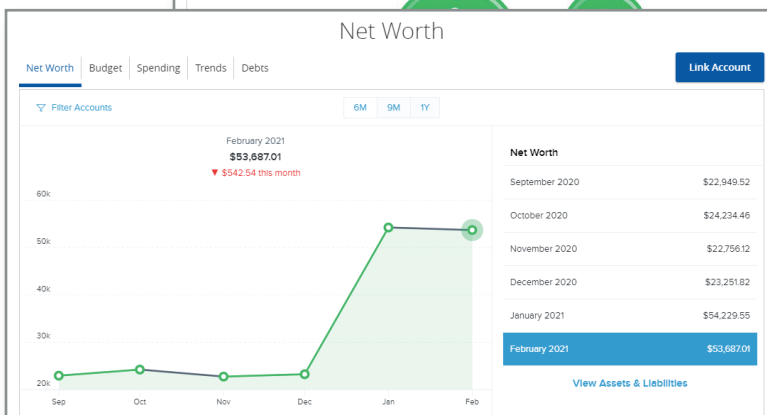 Net Worth
Net Worth Budget Spending Trends Debts Link Account
Filter Accounts 6M 9M 1Y
February 2021
$53,687.01
▼ $542.54 this month
60k
50k
40k
30k
20k
Sep Oct Nov Dec Jan Feb
Net Worth
September 2020 $22,949.52
October 2020 $24,234.46
November 2020 $22,756.12
December 2020 $23,251.82
January 2021 $54,229.55
February 2021 $53,687.01
View Assets & Liabilities